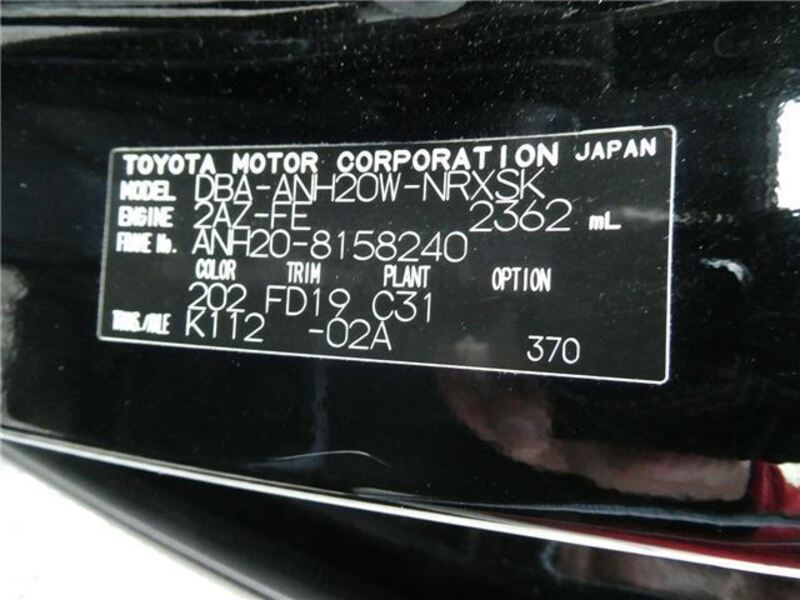 TOYOTA MOTOR CORPORATION JAPAN
MODEL DBA-ANH20W-NRXSK
ENGINE 2AZ-FE 2362 mL
FRAME No. ANH20-8158240
COLOR TRIM PLANT OPTION
202 FD19 C31
TRANS./AXLE K112 -02A 370